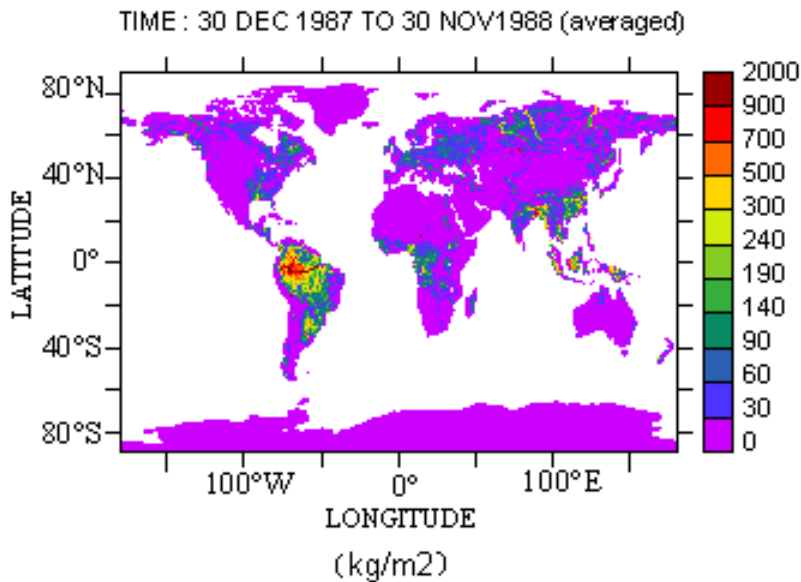 TIME : 30 DEC 1987 TO 30 NOV1988 (averaged)
2000
900
700
500
300
240
190
140
90
60
30
0
80°N
40°N
0°
40°S
80°S
LATITUDE
100°W 0° 100°E
LONGITUDE
(kg/m2)